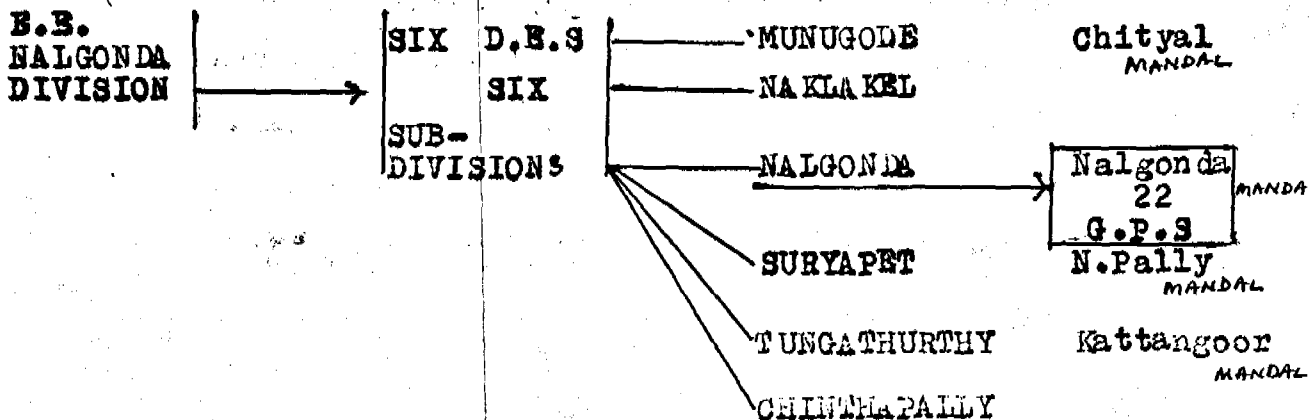 E.E.
NALGONDA
DIVISION
SIX D.E.S
SIX
SUB-
DIVISIONS
MUNUGODE
NAKLAKEL
NALGONDA
SURYAPET
TUNGATHURTHY
CHINTHAPALLY
Chityal
MANDAL
Nalgonda
22
G.P.S
MANDA
N.Pally
MANDAL
Kattangoor
MANDAL